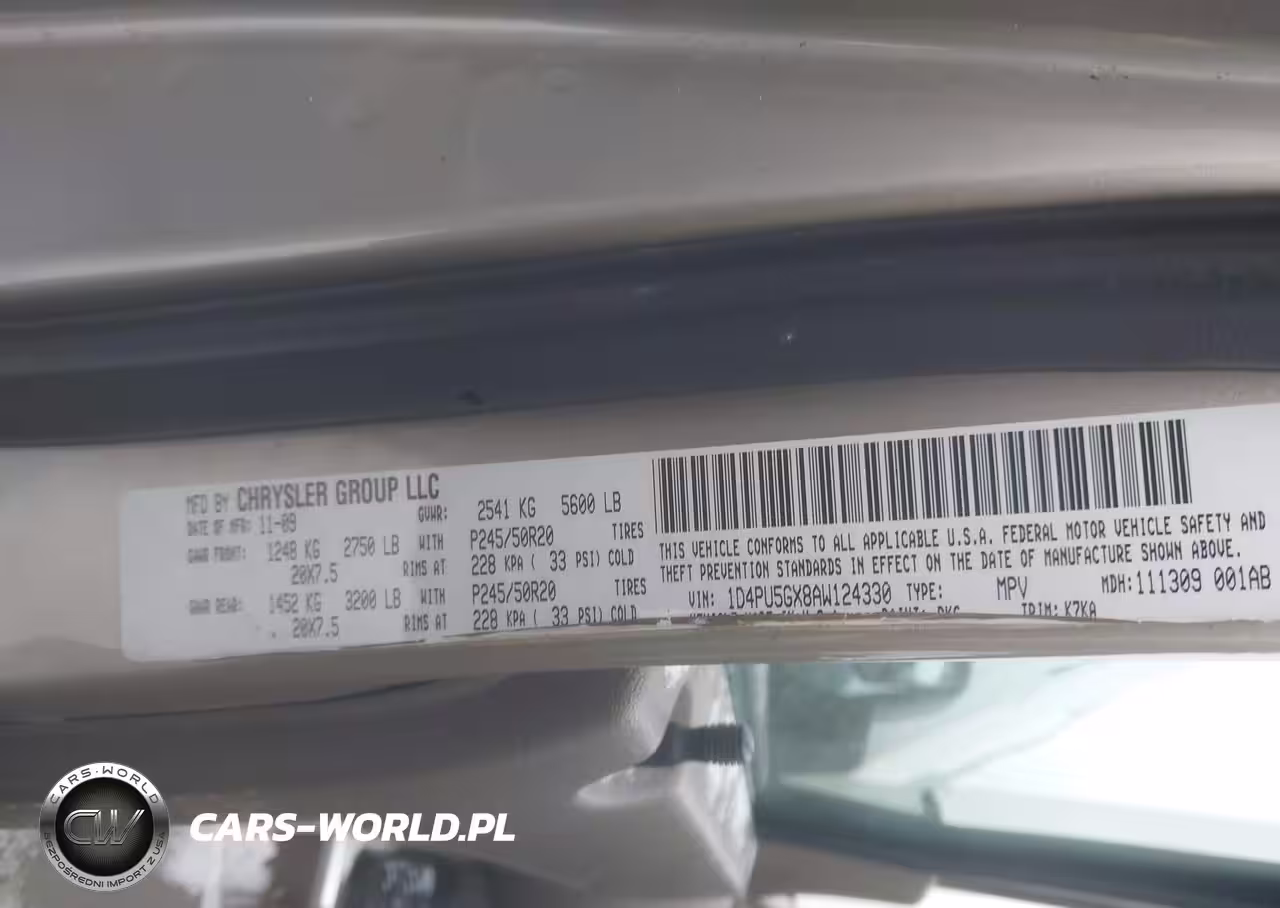 MFD BY CHRYSLER GROUP LLC
DATE OF MFR: 11-09 GVWR: 2541 KG 5600 LB
GAWR FRONT: 1248 KG 2750 LB WITH P245/50R20 TIRES
20X7.5 RIMS AT 228 KPA ( 33 PSI) COLD
GAWR REAR: 1452 KG 3200 LB WITH P245/50R20 TIRES
20X7.5 RIMS AT 228 KPA ( 33 PSI) COLD
THIS VEHICLE CONFORMS TO ALL APPLICABLE U.S.A. FEDERAL MOTOR VEHICLE SAFETY AND
THEFT PREVENTION STANDARDS IN EFFECT ON THE DATE OF MANUFACTURE SHOWN ABOVE.
VIN: 1D4PU5GX8AW124330 TYPE: MPV MDH: 111309 001AB
TRIM: K7KA
CARS-WORLD
CW
BEZPOŚREDNI IMPORT Z USA
CARS-WORLD.PL